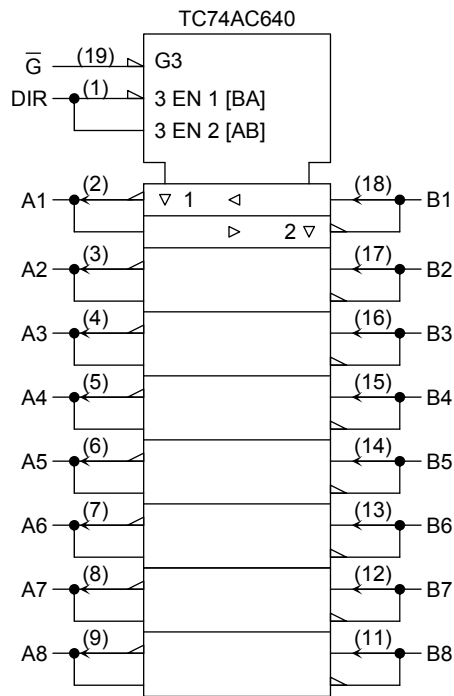 TC74AC640
G̅ (19) G3
DIR (1) 3 EN 1 [BA]
3 EN 2 [AB]
A1 (2) ▽ 1 ◁ (18) B1
▷ 2 ▽
A2 (3) (17) B2
A3 (4) (16) B3
A4 (5) (15) B4
A5 (6) (14) B5
A6 (7) (13) B6
A7 (8) (12) B7
A8 (9) (11) B8